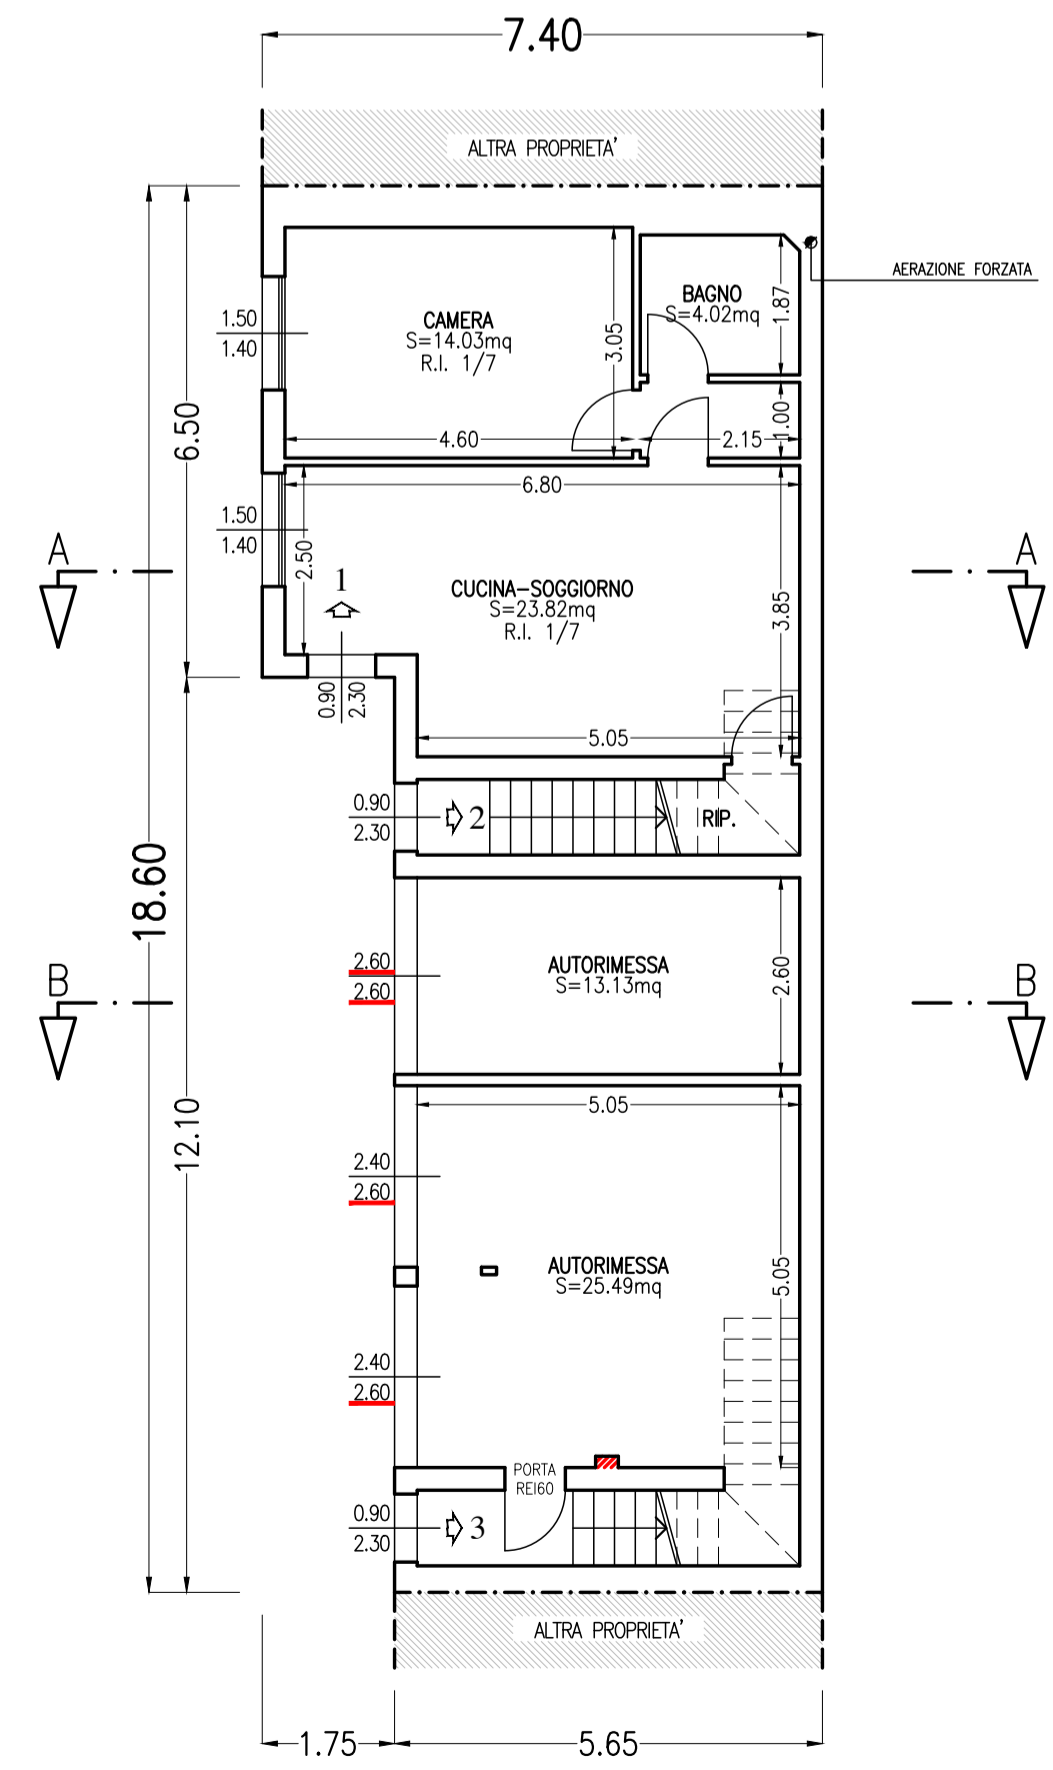 7.40
ALTRA PROPRIETA'
AERAZIONE FORZATA
BAGNO
S=4.02mq
1.87
CAMERA
S=14.03mq
R.I. 1/7
3.05
1.50
1.40
6.50
4.60
2.15
1.00
6.80
1.50
1.40
2.50
1
A
A
CUCINA-SOGGIORNO
S=23.82mq
R.I. 1/7
3.85
0.90
2.30
5.05
0.90
2.30
2
RIP.
18.60
B
B
2.60
2.60
AUTORIMESSA
S=13.13mq
2.60
12.10
5.05
2.40
2.60
AUTORIMESSA
S=25.49mq
5.05
2.40
2.60
PORTA
REI60
0.90
2.30
3
ALTRA PROPRIETA'
1.75
5.65